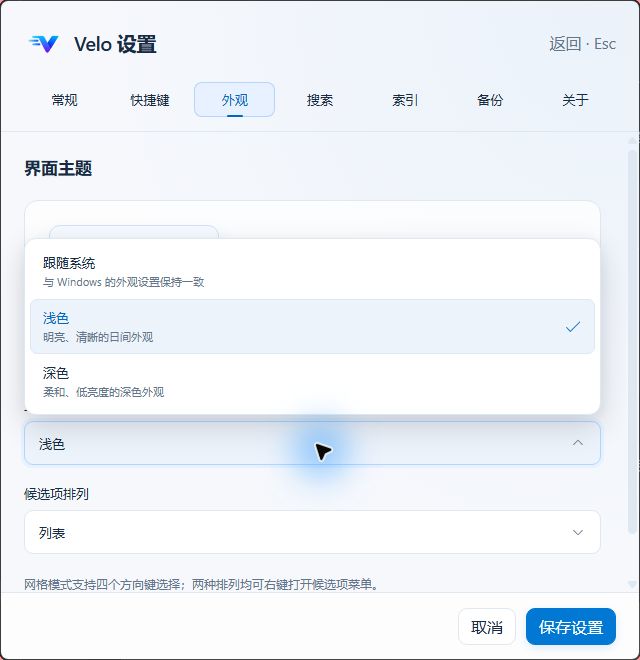 Velo 设置
返回 · Esc
常规 快捷键 外观 搜索 索引 备份 关于
界面主题
跟随系统
与 Windows 的外观设置保持一致
浅色
明亮、清晰的日间外观
深色
柔和、低亮度的深色外观
浅色
候选项排列
列表
网格模式支持四个方向键选择；两种排列均可右键打开候选项菜单。
取消 保存设置